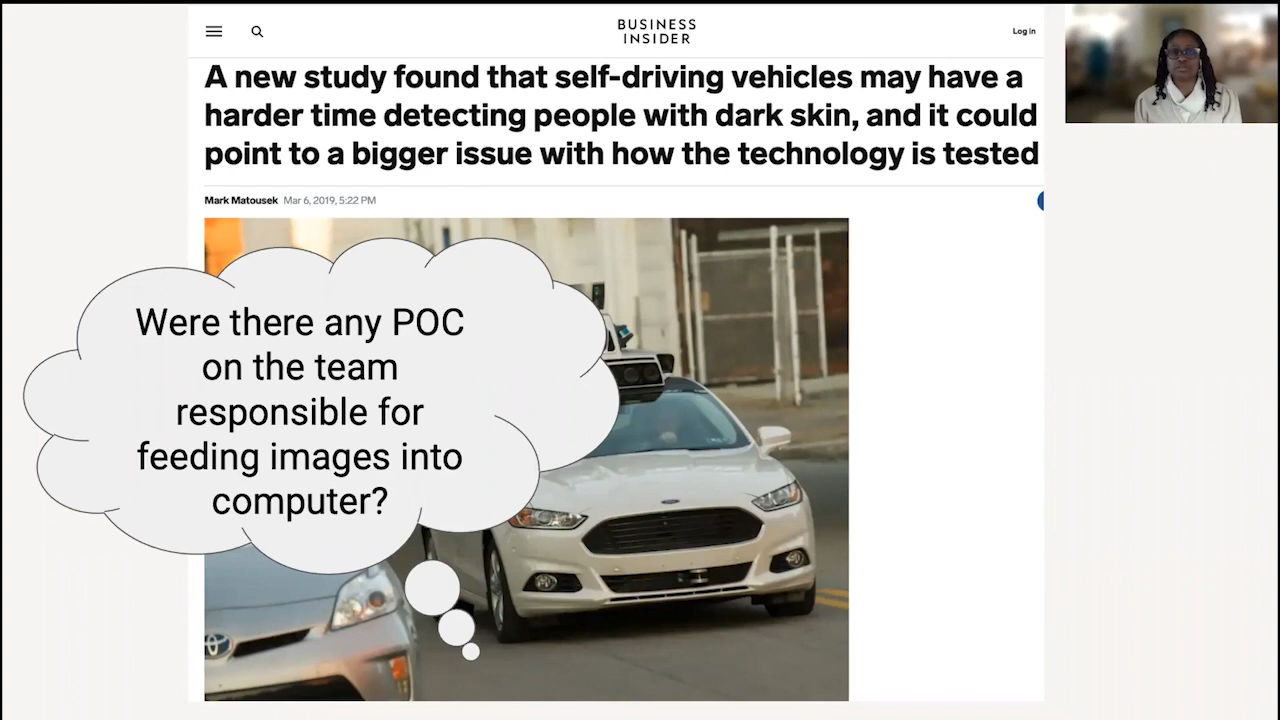 BUSINESS
INSIDER
Log in
A new study found that self-driving vehicles may have a
harder time detecting people with dark skin, and it could
point to a bigger issue with how the technology is tested
Mark Matousek Mar 6, 2019, 5:22 PM
Were there any POC
on the team
responsible for
feeding images into
computer?